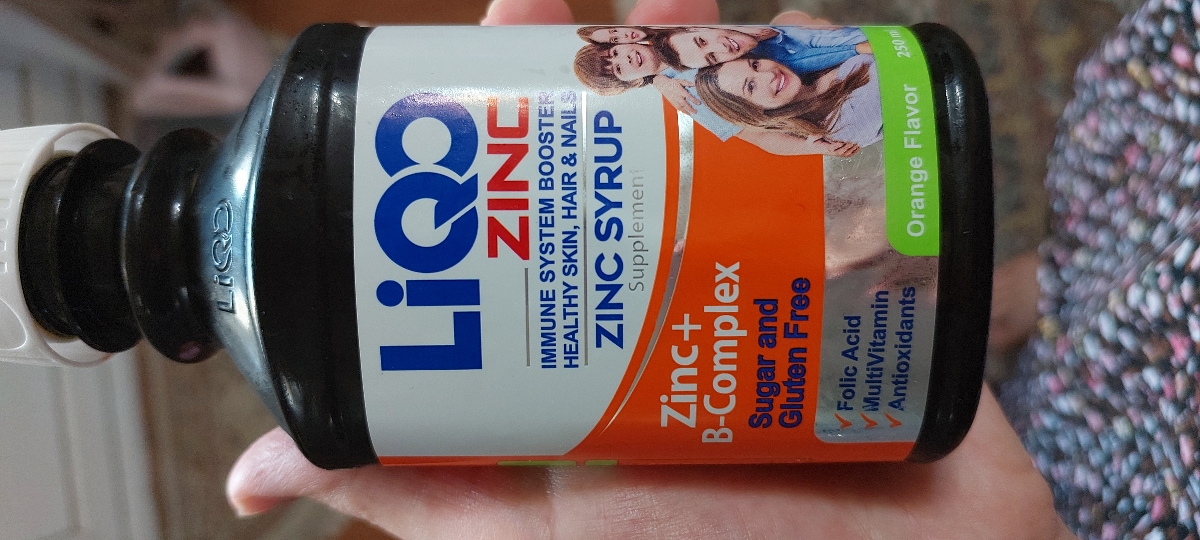 LiQO
ZINC
IMMUNE SYSTEM BOOSTER
HEALTHY SKIN, HAIR & NAILS
ZINC SYRUP
Supplement
Zinc+
B-Complex
Sugar and
Gluten Free
Folic Acid
MultiVitamin
Antioxidants
Orange Flavor
250 ml
LiQO